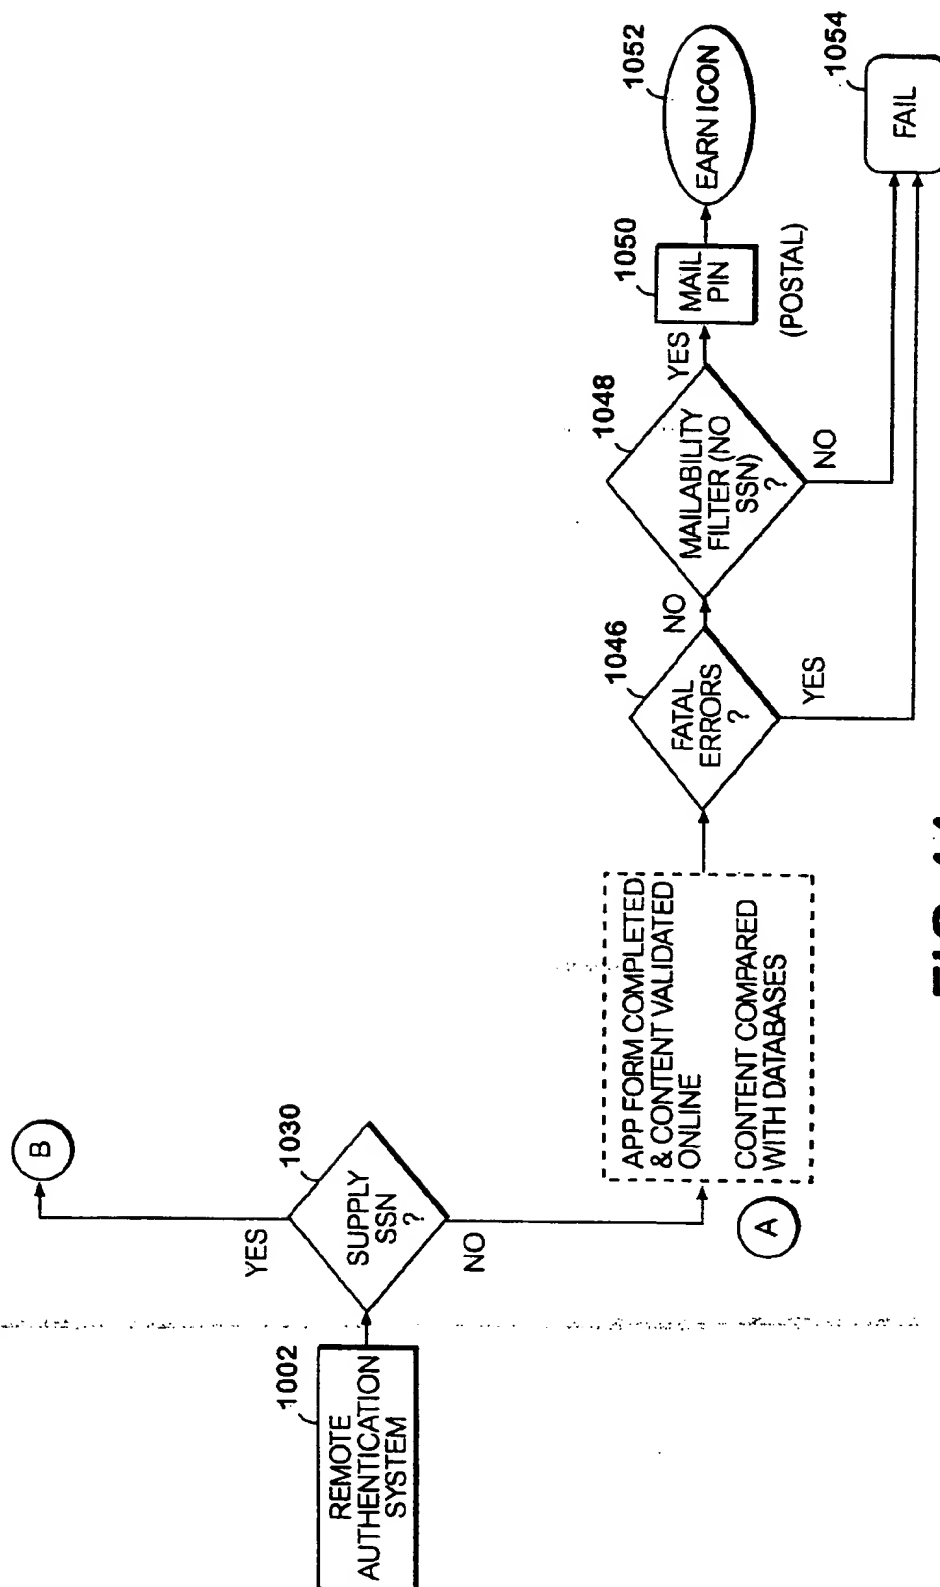 1002
REMOTE
AUTHENTICATION
SYSTEM
1030
SUPPLY
SSN
?
YES
B
NO
A
APP FORM COMPLETED
& CONTENT VALIDATED
ONLINE
CONTENT COMPARED
WITH DATABASES
1046
FATAL
ERRORS
?
NO
YES
1048
MAILABILITY
FILTER (NO
SSN)
?
YES
NO
1050
MAIL
PIN
(POSTAL)
1052
EARN ICON
1054
FAIL